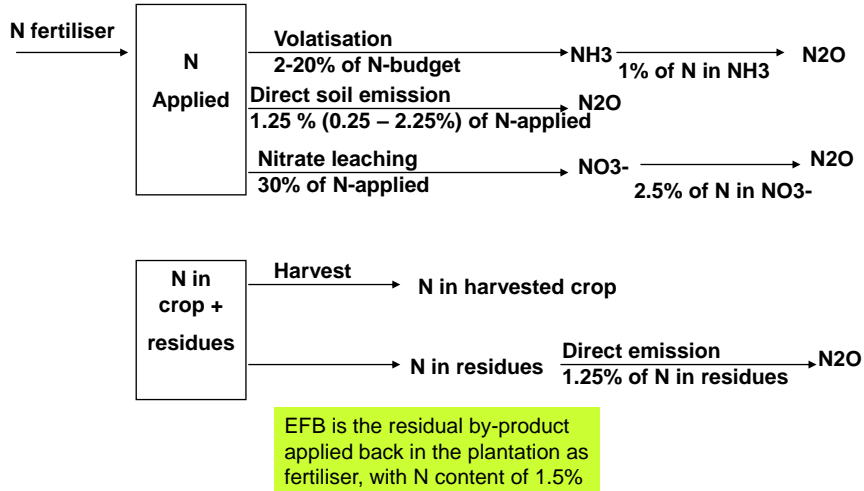 N fertiliser
N
Applied
Volatisation
2-20% of N-budget
NH3
1% of N in NH3
N2O
Direct soil emission
1.25 % (0.25 – 2.25%) of N-applied
N2O
Nitrate leaching
30% of N-applied
NO3-
2.5% of N in NO3-
N2O
N in
crop +
residues
Harvest
N in harvested crop
N in residues
Direct emission
1.25% of N in residues
N2O
EFB is the residual by-product
applied back in the plantation as
fertiliser, with N content of 1.5%